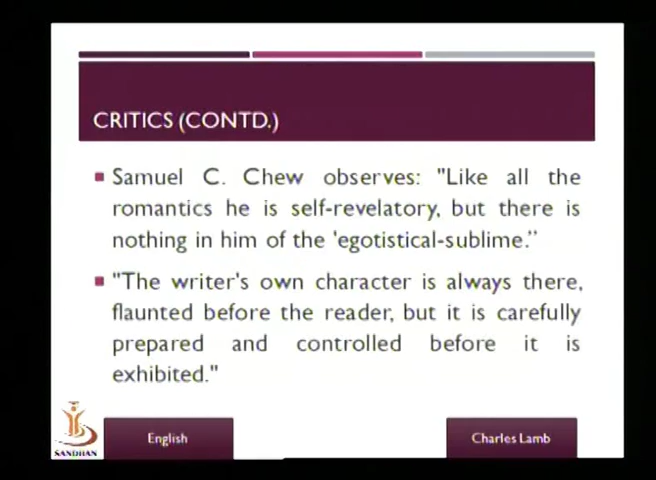 CRITICS (CONTD.)
Samuel C. Chew observes: "Like all the
romantics he is self-revelatory, but there is
nothing in him of the 'egotistical-sublime."
"The writer's own character is always there,
flaunted before the reader, but it is carefully
prepared and controlled before it is
exhibited."
SANDHAN
English
Charles Lamb